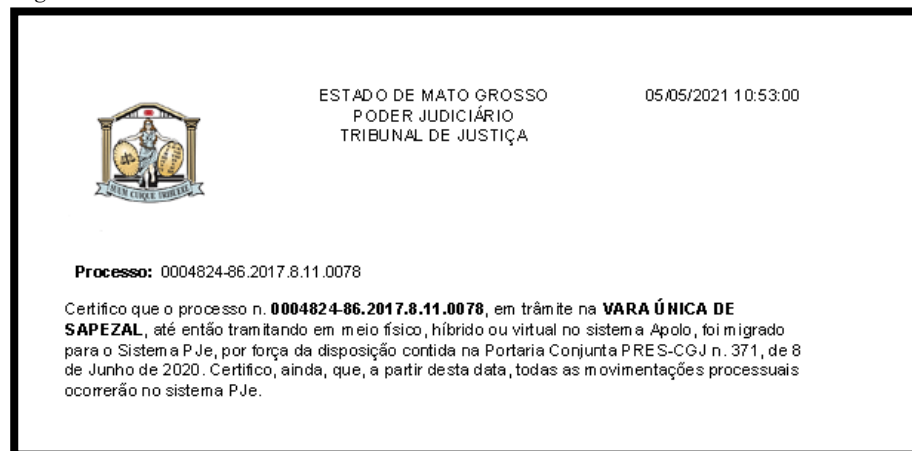 ESTADO DE MATO GROSSO
PODER JUDICIÁRIO
TRIBUNAL DE JUSTIÇA
05/05/2021 10:53:00
SUUM CUIQUE TRIBUERE
Processo: 0004824-86.2017.8.11.0078
Certifico que o processo n. 0004824-86.2017.8.11.0078, em trâmite na VARA ÚNICA DE
SAPEZAL, até então tramitando em meio físico, híbrido ou virtual no sistema Apolo, foi migrado
para o Sistema PJe, por força da disposição contida na Portaria Conjunta PRES-CGJ n. 371, de 8
de Junho de 2020. Certifico, ainda, que, a partir desta data, todas as movimentações processuais
ocorrerão no sistema PJe.